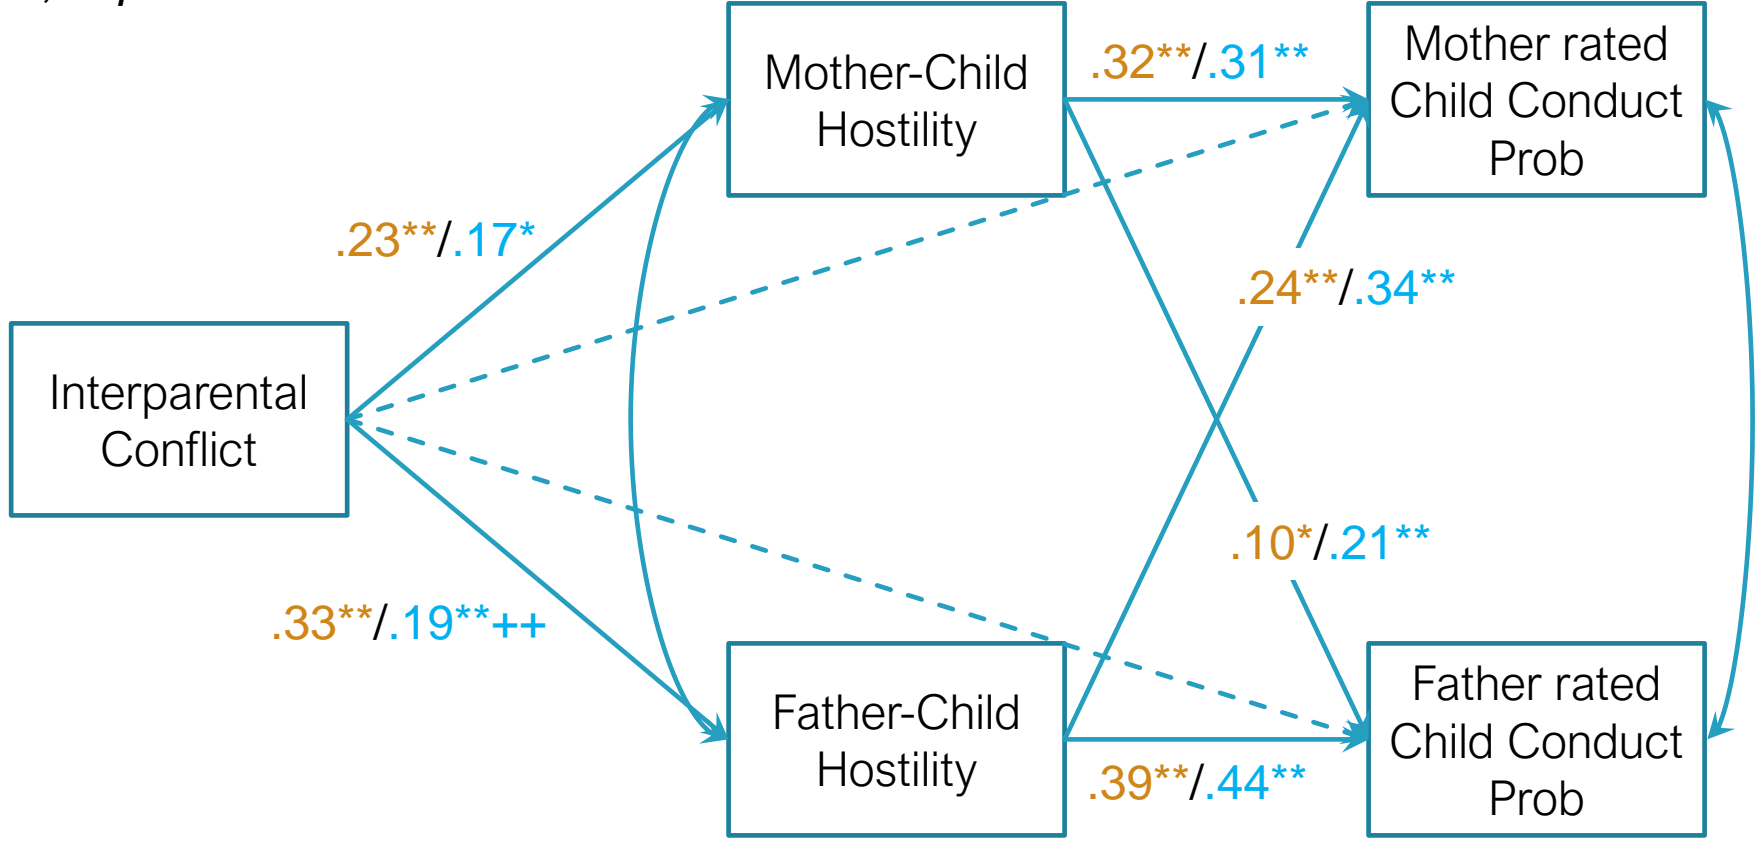 Mother-Child
Hostility
.32**/.31**
Mother rated
Child Conduct
Prob
.23**/.17*
.24**/.34**
Interparental
Conflict
.10*/.21**
.33**/.19**++
Father-Child
Hostility
.39**/.44**
Father rated
Child Conduct
Prob